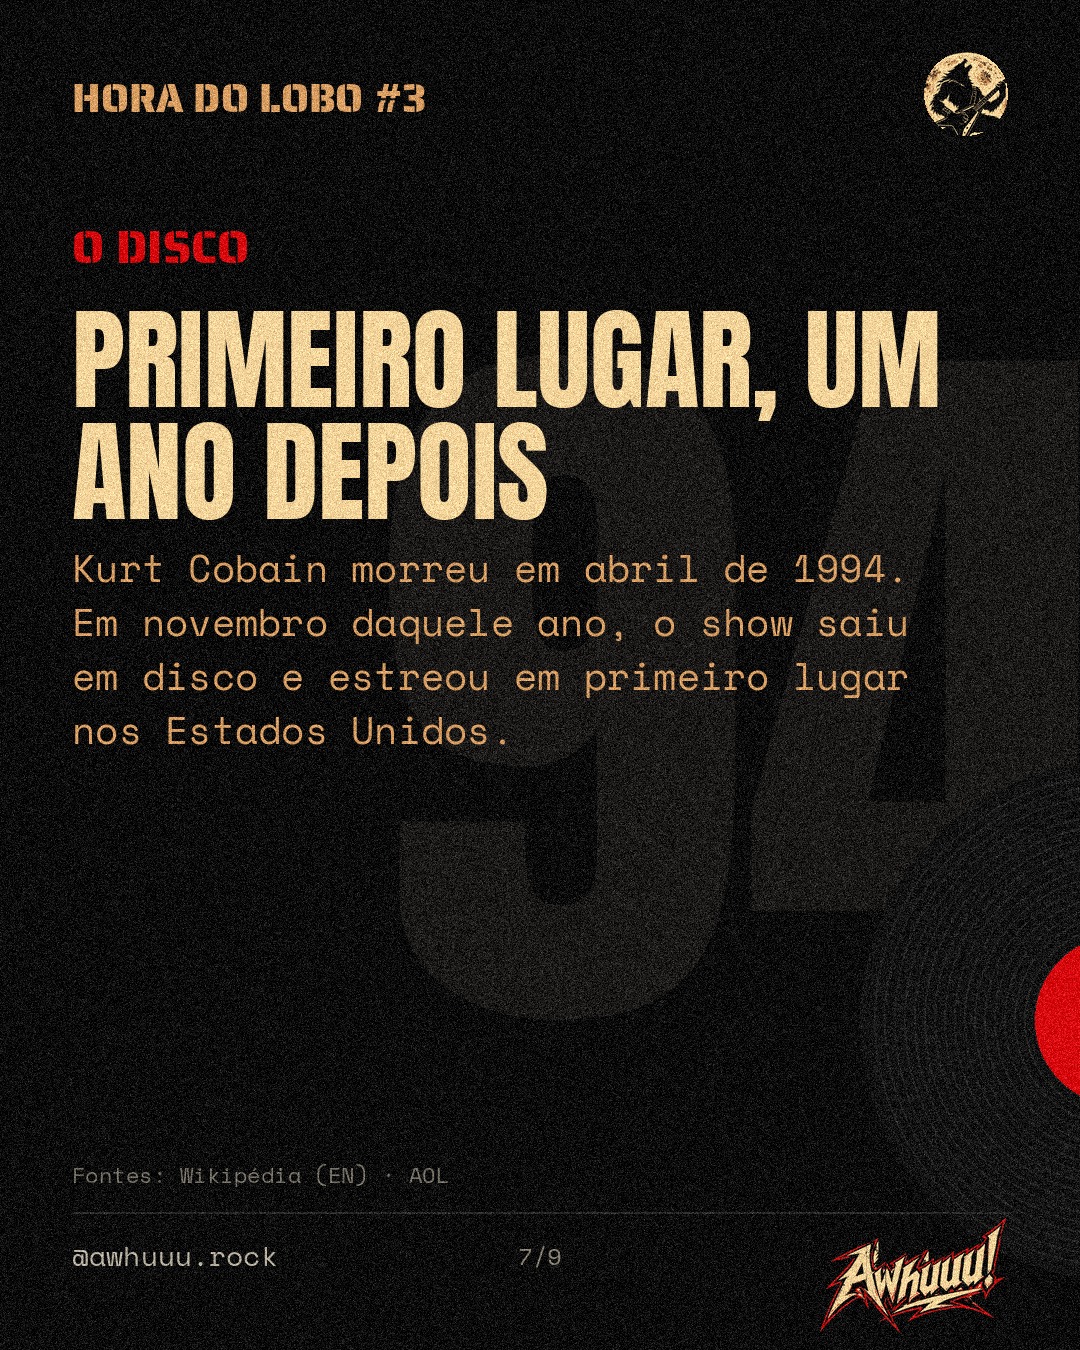 HORA DO LOBO #3
O DISCO
PRIMEIRO LUGAR, UM
ANO DEPOIS
94
Kurt Cobain morreu em abril de 1994.
Em novembro daquele ano, o show saiu
em disco e estreou em primeiro lugar
nos Estados Unidos.
Fontes: Wikipédia (EN) · AOL
@awhuuu.rock
7/9
Awhuuu!